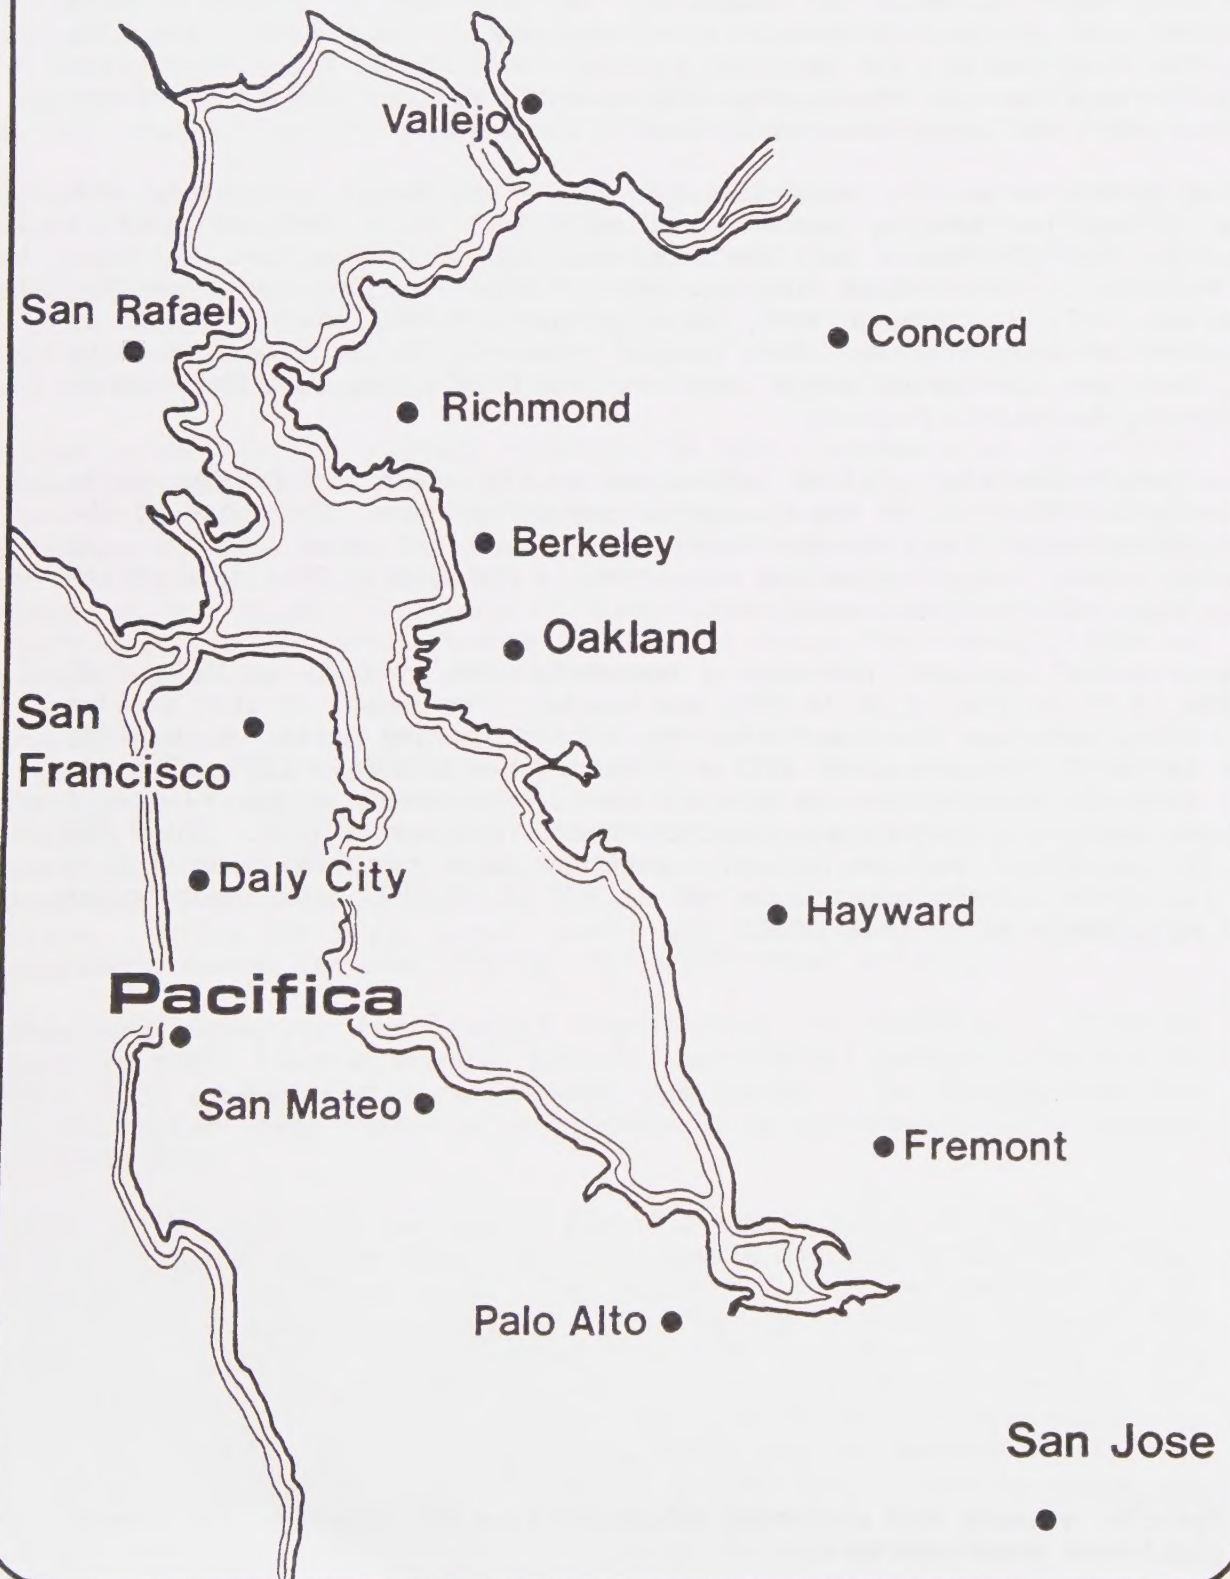 Vallejo
San Rafael
Concord
Richmond
Berkeley
Oakland
San
Francisco
Daly City
Hayward
Pacifica
San Mateo
Fremont
Palo Alto
San Jose